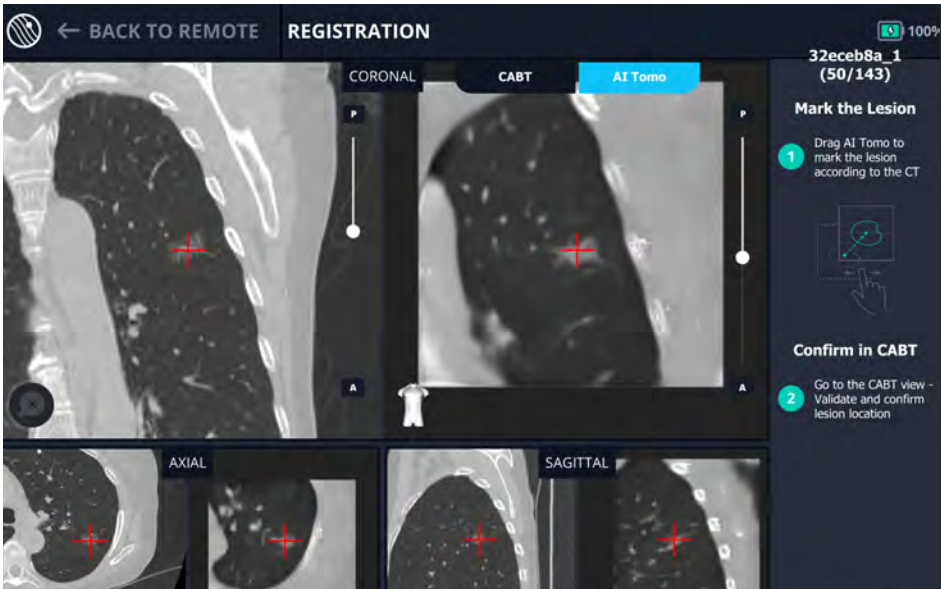 ← BACK TO REMOTE
REGISTRATION
100%
32eceb8a_1
(50/143)
CORONAL
CABT
AI Tomo
P
P
Mark the Lesion
1
Drag AI Tomo to
mark the lesion
according to the CT
Confirm in CABT
A
A
2
Go to the CABT view -
Validate and confirm
lesion location
AXIAL
SAGITTAL